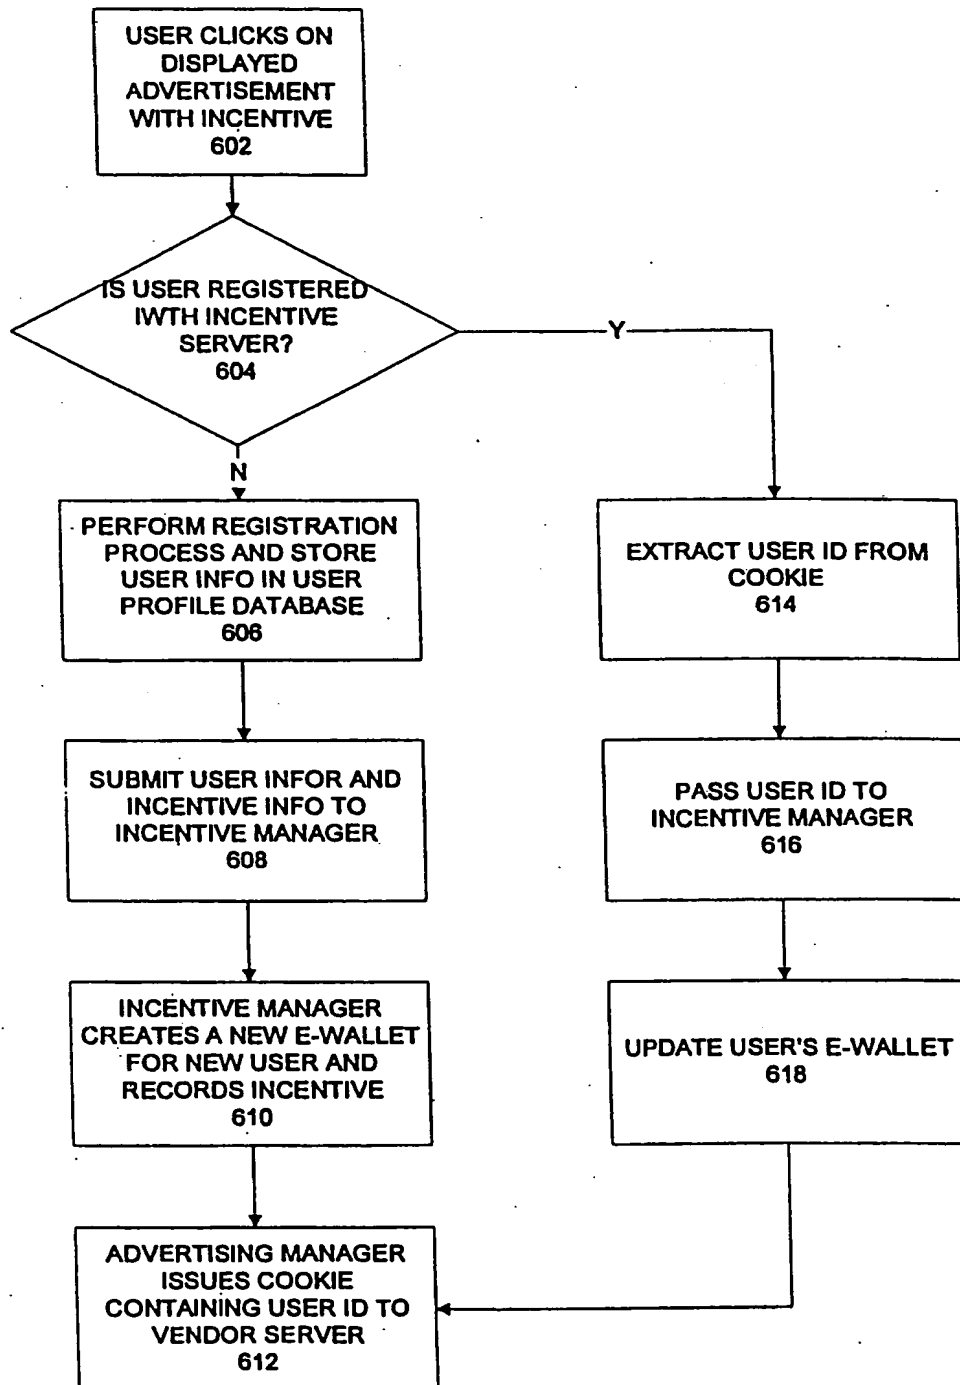 USER CLICKS ON
DISPLAYED
ADVERTISEMENT
WITH INCENTIVE
602
IS USER REGISTERED
IWTH INCENTIVE
SERVER?
604
Y
N
PERFORM REGISTRATION
PROCESS AND STORE
USER INFO IN USER
PROFILE DATABASE
606
EXTRACT USER ID FROM
COOKIE
614
SUBMIT USER INFOR AND
INCENTIVE INFO TO
INCENTIVE MANAGER
608
PASS USER ID TO
INCENTIVE MANAGER
616
INCENTIVE MANAGER
CREATES A NEW E-WALLET
FOR NEW USER AND
RECORDS INCENTIVE
610
UPDATE USER'S E-WALLET
618
ADVERTISING MANAGER
ISSUES COOKIE
CONTAINING USER ID TO
VENDOR SERVER
612